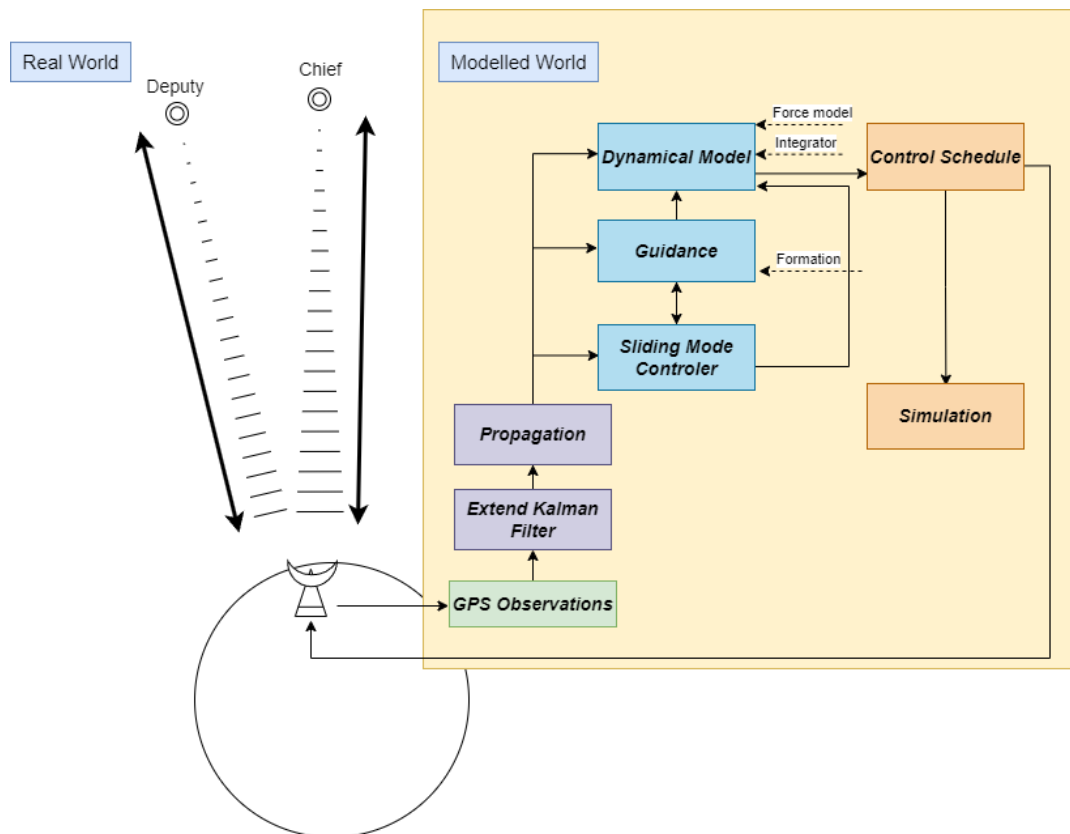 Real World
Modelled World
Deputy
Chief
Force model
Integrator
Dynamical Model
Control Schedule
Guidance
Formation
Sliding Mode
Controler
Simulation
Propagation
Extend Kalman
Filter
GPS Observations